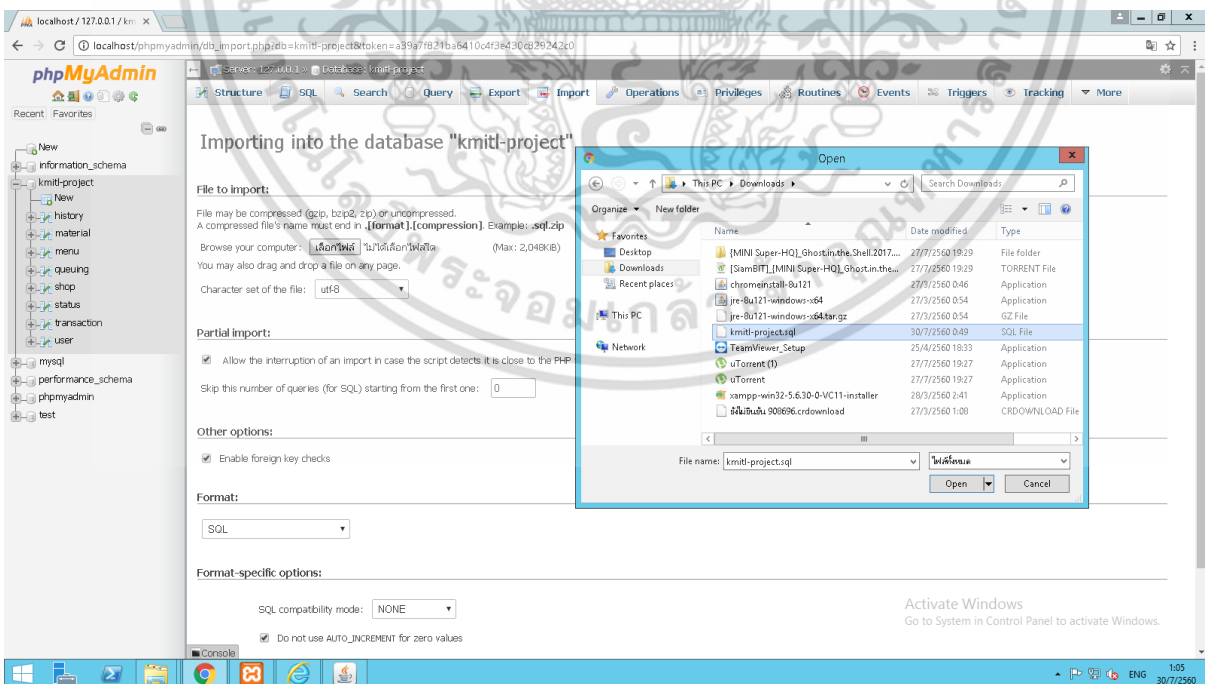 localhost / 127.0.0.1 / km
localhost/phpmyadmin/db_import.php?db=kmitl-project&token=a39a7f821ba6410c4f3e430c829242c0
phpMyAdmin
Recent Favorites
New
information_schema
kmitl-project
New
history
material
menu
queuing
shop
status
transaction
user
mysql
performance_schema
phpmyadmin
test
Server: 127.0.0.1 » Database: kmitl-project
Structure SQL Search Query Export Import Operations Privileges Routines Events Triggers Tracking More
Importing into the database "kmitl-project"
File to import:
File may be compressed (gzip, bzip2, zip) or uncompressed.
A compressed file's name must end in .[format].[compression]. Example: .sql.zip
Browse your computer: เลือกไฟล์ ไม่ได้เลือกไฟล์ใด (Max: 2,048KiB)
You may also drag and drop a file on any page.
Character set of the file: utf-8
Partial import:
Allow the interruption of an import in case the script detects it is close to the PHP
Skip this number of queries (for SQL) starting from the first one: 0
Other options:
Enable foreign key checks
Format:
SQL
Format-specific options:
SQL compatibility mode: NONE
Do not use AUTO_INCREMENT for zero values
Console
Open
This PC Downloads Search Downloads
Organize New folder
Favorites
Desktop
Downloads
Recent places
This PC
Network
Name Date modified Type
[MINI Super-HQ]_Ghost.in.the.Shell.2017.... 27/7/2560 19:29 File folder
[SiamBIT]_[MINI Super-HQ]_Ghost.in.the... 27/7/2560 19:29 TORRENT File
chromeinstall-8u121 27/3/2560 0:46 Application
jre-8u121-windows-x64 27/3/2560 0:54 Application
jre-8u121-windows-x64.tar.gz 27/3/2560 0:54 GZ File
kmitl-project.sql 30/7/2560 0:49 SQL File
TeamViewer_Setup 25/4/2560 18:33 Application
uTorrent (1) 27/7/2560 19:27 Application
uTorrent 27/7/2560 19:27 Application
xampp-win32-5.6.30-0-VC11-installer 28/3/2560 2:41 Application
ยังไม่ยืนยัน 908696.crdownload 27/3/2560 1:08 CRDOWNLOAD File
File name: kmitl-project.sql ไฟล์ทั้งหมด
Open Cancel
Activate Windows
Go to System in Control Panel to activate Windows.
ENG 1:05
30/7/2560